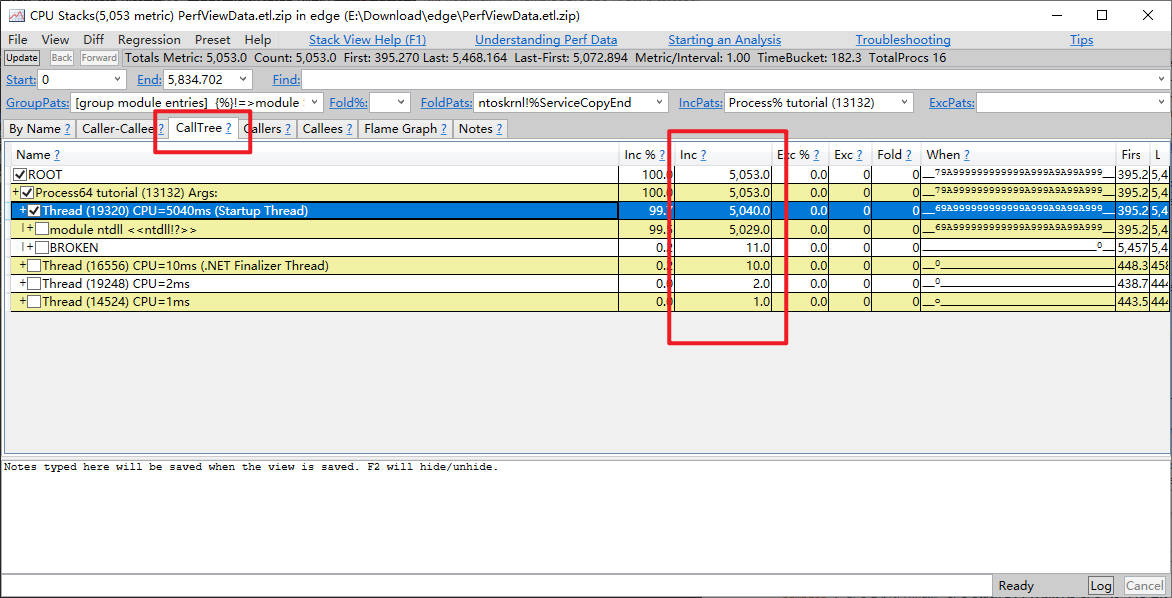 CPU Stacks(5,053 metric) PerfViewData.etl.zip in edge (E:\Download\edge\PerfViewData.etl.zip)
File View Diff Regression Preset Help Stack View Help (F1) Understanding Perf Data Starting an Analysis Troubleshooting Tips
Update Back Forward Totals Metric: 5,053.0 Count: 5,053.0 First: 395.270 Last: 5,468.164 Last-First: 5,072.894 Metric/Interval: 1.00 TimeBucket: 182.3 TotalProcs 16
Start: 0 End: 5,834.702 Find:
GroupPats: [group module entries] {%}!=>module FoldPats: Fold%: ntoskrnl!%ServiceCopyEnd IncPats: Process% tutorial (13132) ExcPats:
By Name ? Caller-Callee ? CallTree ? Callers ? Callees ? Flame Graph ? Notes ?
Name ? Inc % ? Inc ? Exc % ? Exc ? Fold ? When ? Firs L
ROOT 100.0 5,053.0 0.0 0 0 __79A99999999999A999A9A99A999__ 395.2 5,4
+ Process64 tutorial (13132) Args: 100.0 5,053.0 0.0 0 0 __79A99999999999A999A9A99A999__ 395.2 5,4
+ Thread (19320) CPU=5040ms (Startup Thread) 99. 5,040.0 0.0 0 0 __69A99999999999A999A9A99A999__ 395.2 5,4
|+ module ntdll <<ntdll!?>> 99. 5,029.0 0.0 0 0 __69A99999999999A999A9A99A999__ 395.2 5,4
|+ BROKEN 0.2 11.0 0.0 0 0 0_ 5,457 5,4
+ Thread (16556) CPU=10ms (.NET Finalizer Thread) 0.2 10.0 0.0 0 0 __0 448.3 458
+ Thread (19248) CPU=2ms 0.0 2.0 0.0 0 0 __0 438.7 444
+ Thread (14524) CPU=1ms 0.0 1.0 0.0 0 0 __o 443.5 444
Notes typed here will be saved when the view is saved. F2 will hide/unhide.
Ready Log Cancel